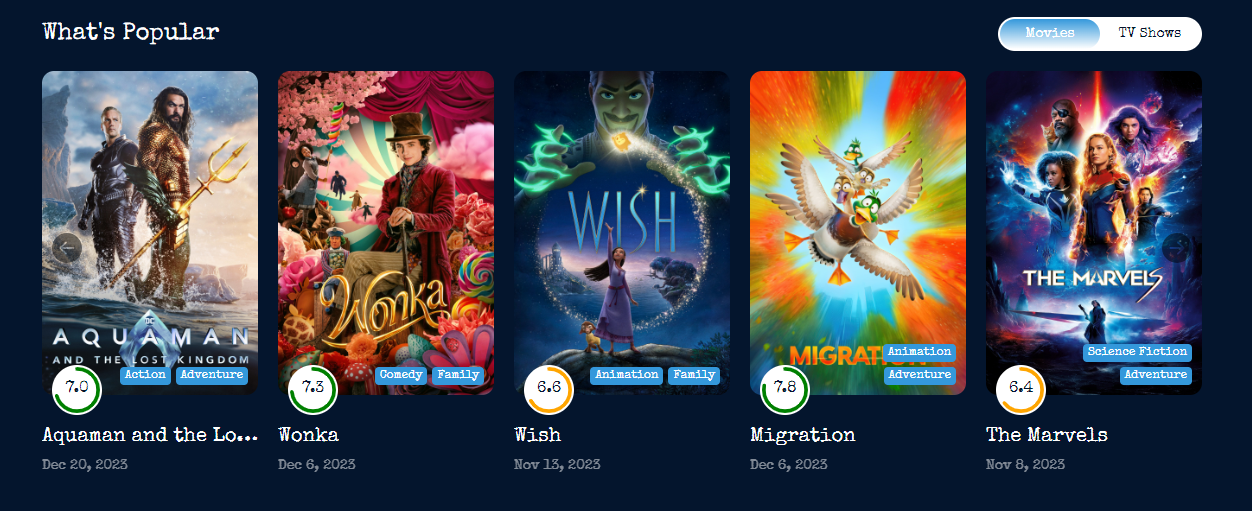 What's Popular
Movies
TV Shows
AQUAMAN
AND THE LOST KINGDOM
7.0
Action
Adventure
Aquaman and the Lo...
Dec 20, 2023
Wonka
7.3
Comedy
Family
Wonka
Dec 6, 2023
WISH
6.6
Animation
Family
Wish
Nov 13, 2023
MIGRATI
Animation
7.8
Adventure
Migration
Dec 6, 2023
THE MARVELS
Science Fiction
6.4
Adventure
The Marvels
Nov 8, 2023